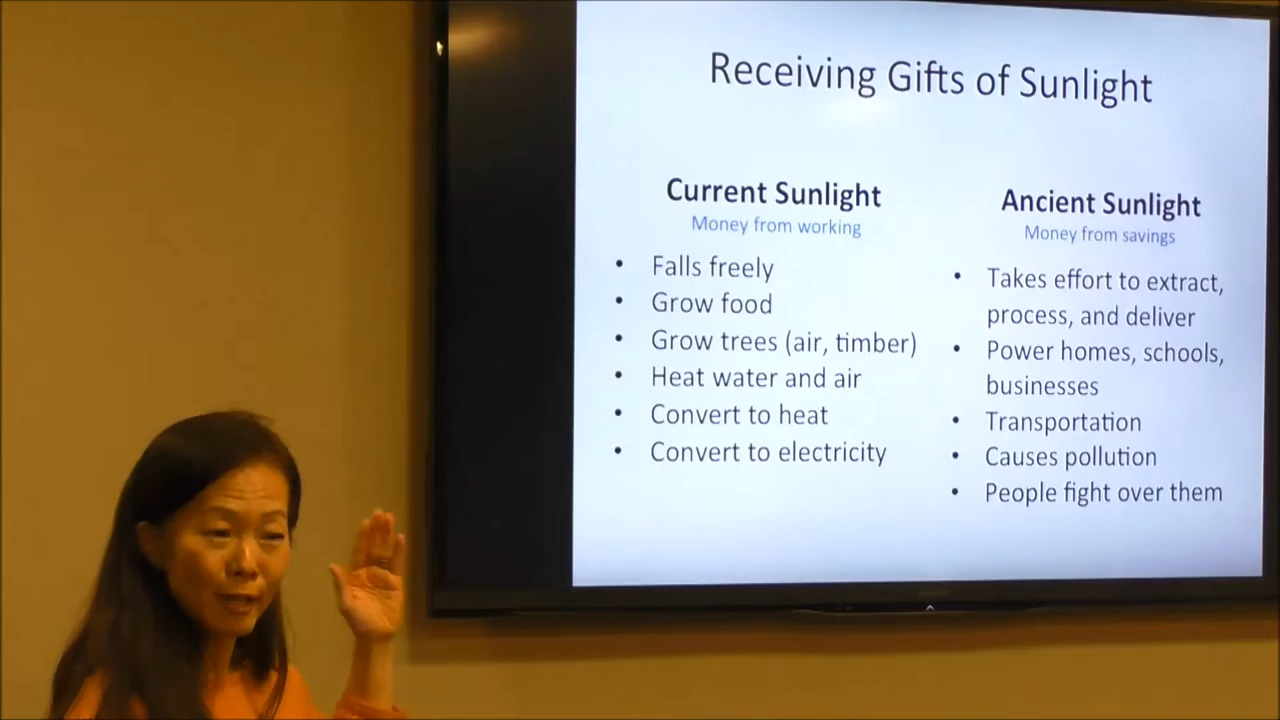 Receiving Gifts of Sunlight
Current Sunlight
Money from working
• Falls freely
• Grow food
• Grow trees (air, timber)
• Heat water and air
• Convert to heat
• Convert to electricity
Ancient Sunlight
Money from savings
• Takes effort to extract,
process, and deliver
• Power homes, schools,
businesses
• Transportation
• Causes pollution
• People fight over them